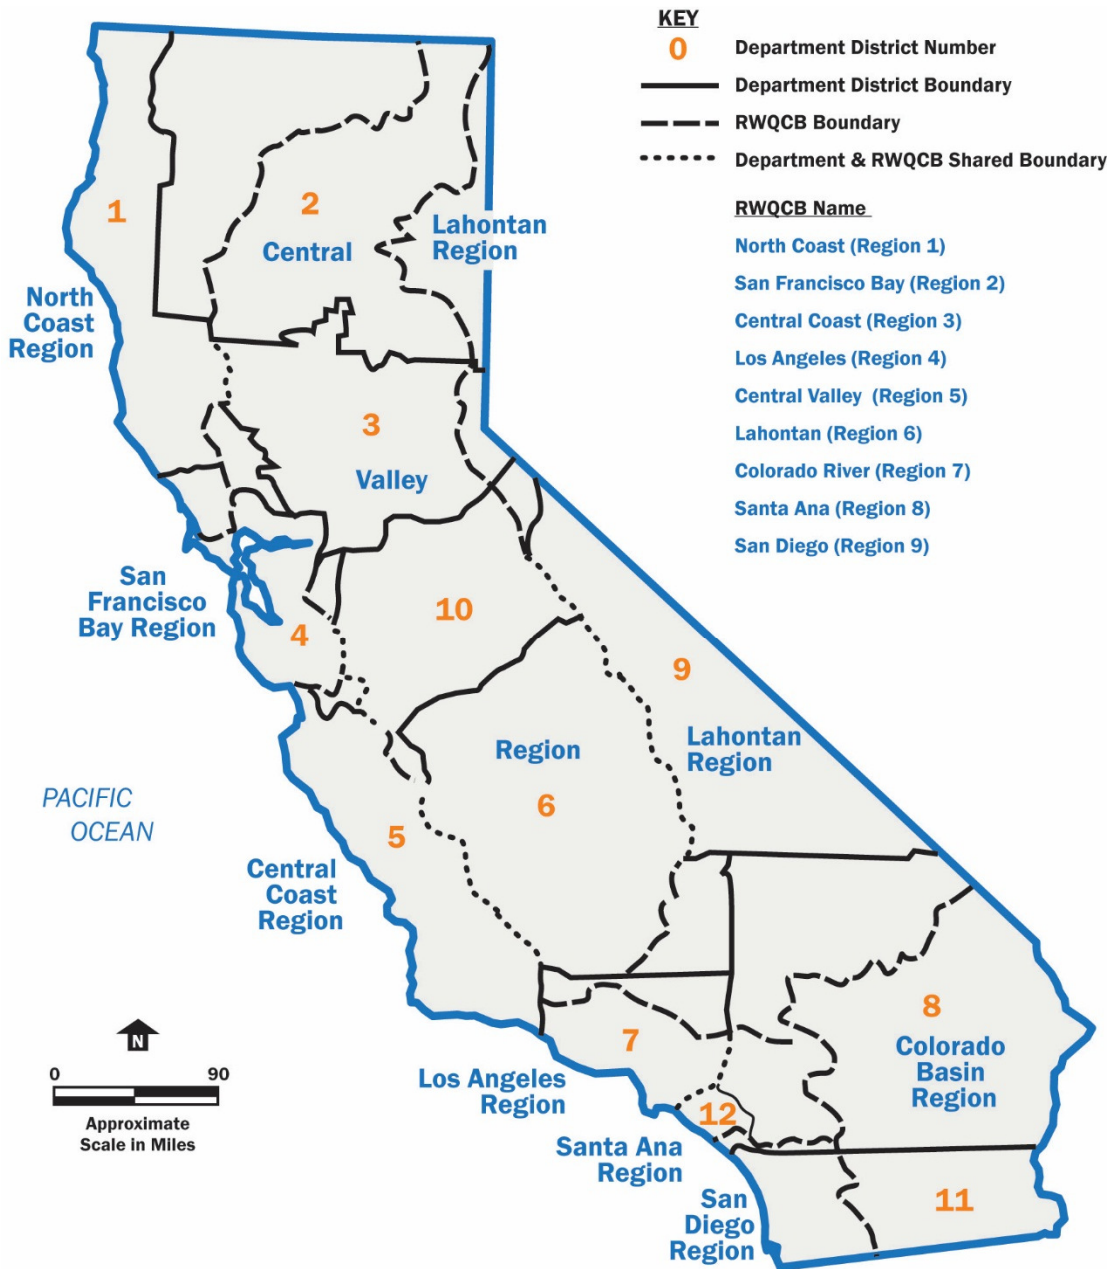 KEY
0 Department District Number
Department District Boundary
RWQCB Boundary
Department & RWQCB Shared Boundary
RWQCB Name
North Coast (Region 1)
San Francisco Bay (Region 2)
Central Coast (Region 3)
Los Angeles (Region 4)
Central Valley (Region 5)
Lahontan (Region 6)
Colorado River (Region 7)
Santa Ana (Region 8)
San Diego (Region 9)
1
2
Central
Lahontan
Region
North
Coast
Region
3
Valley
San
Francisco
Bay Region
4
10
9
Lahontan
Region
Region
6
PACIFIC
OCEAN
5
Central
Coast
Region
8
Colorado
Basin
Region
7
Los Angeles
Region
12
Santa Ana
Region
11
San
Diego
Region
N
0 90
Approximate
Scale in Miles